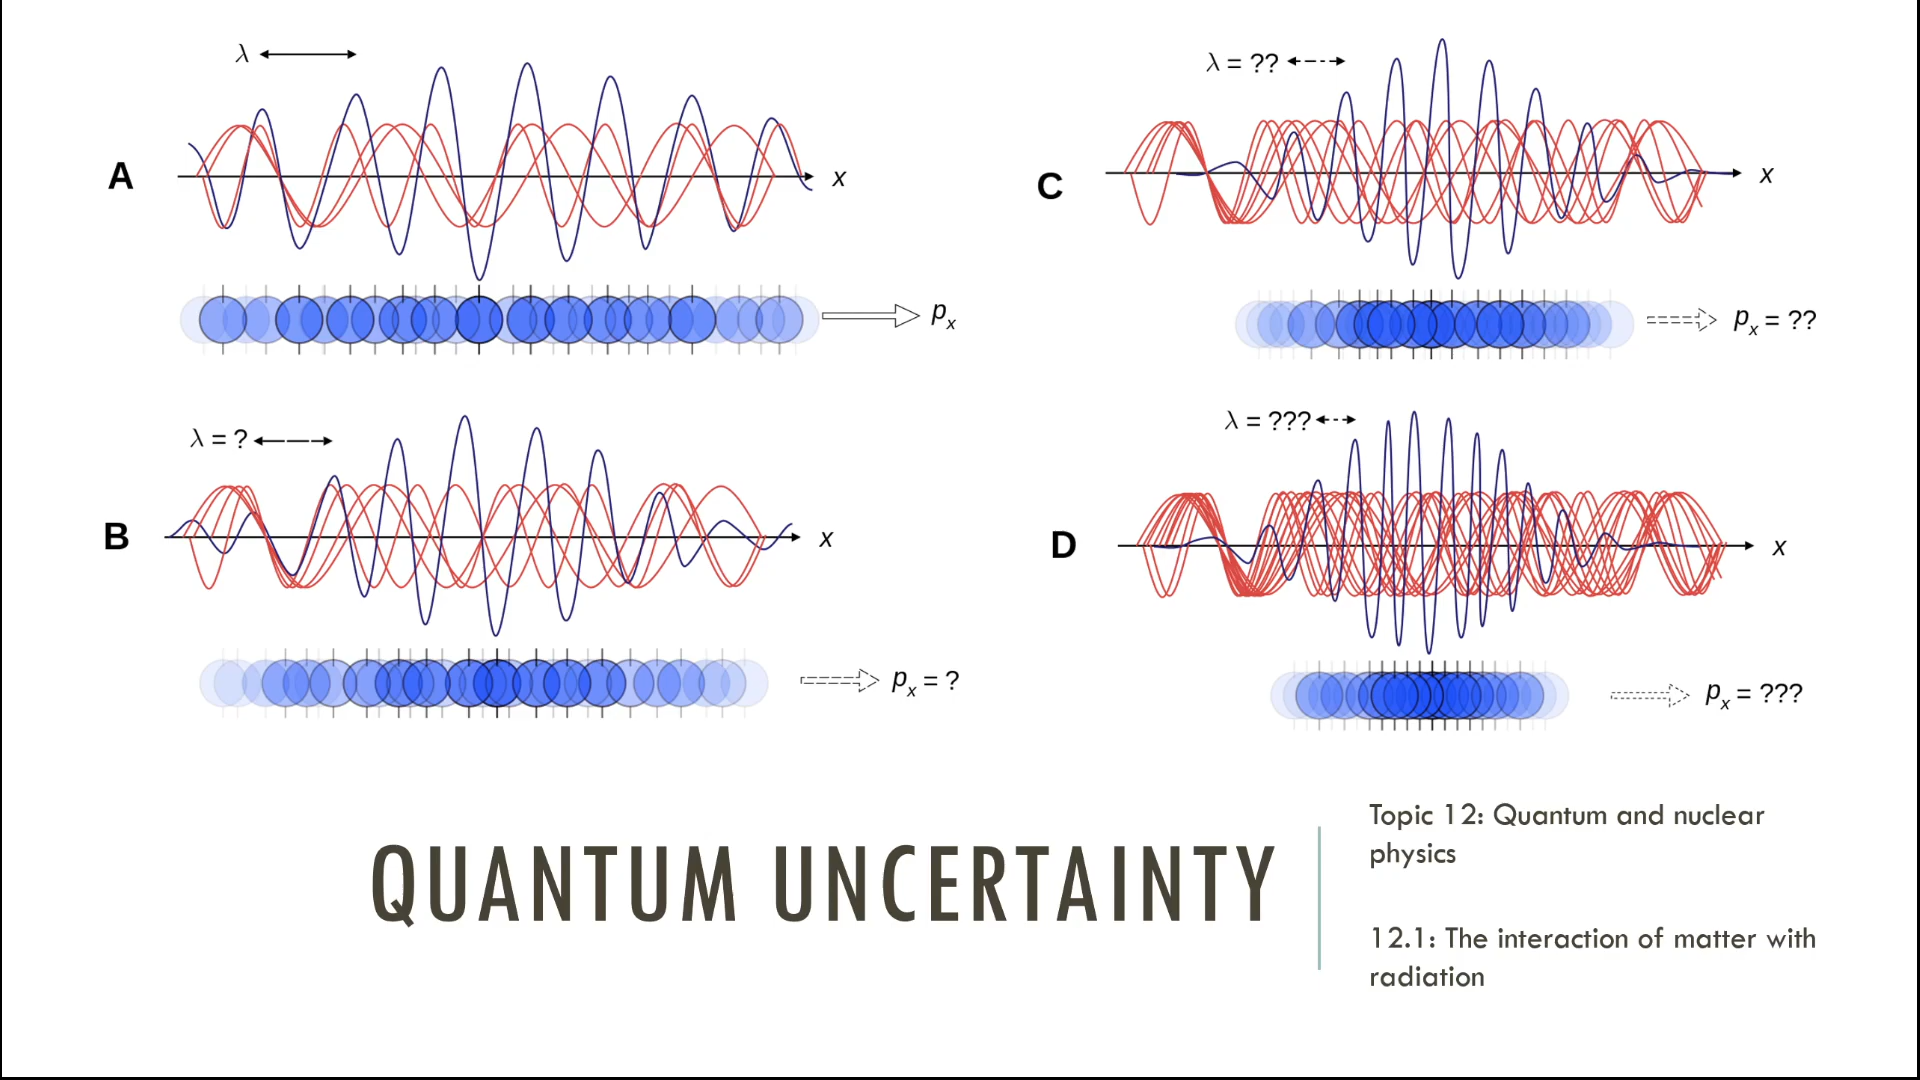 λ
A
x
pₓ
λ = ?
B
x
pₓ = ?
λ = ??
C
x
pₓ = ??
λ = ???
D
x
pₓ = ???
QUANTUM UNCERTAINTY
Topic 12: Quantum and nuclear
physics
12.1: The interaction of matter with
radiation